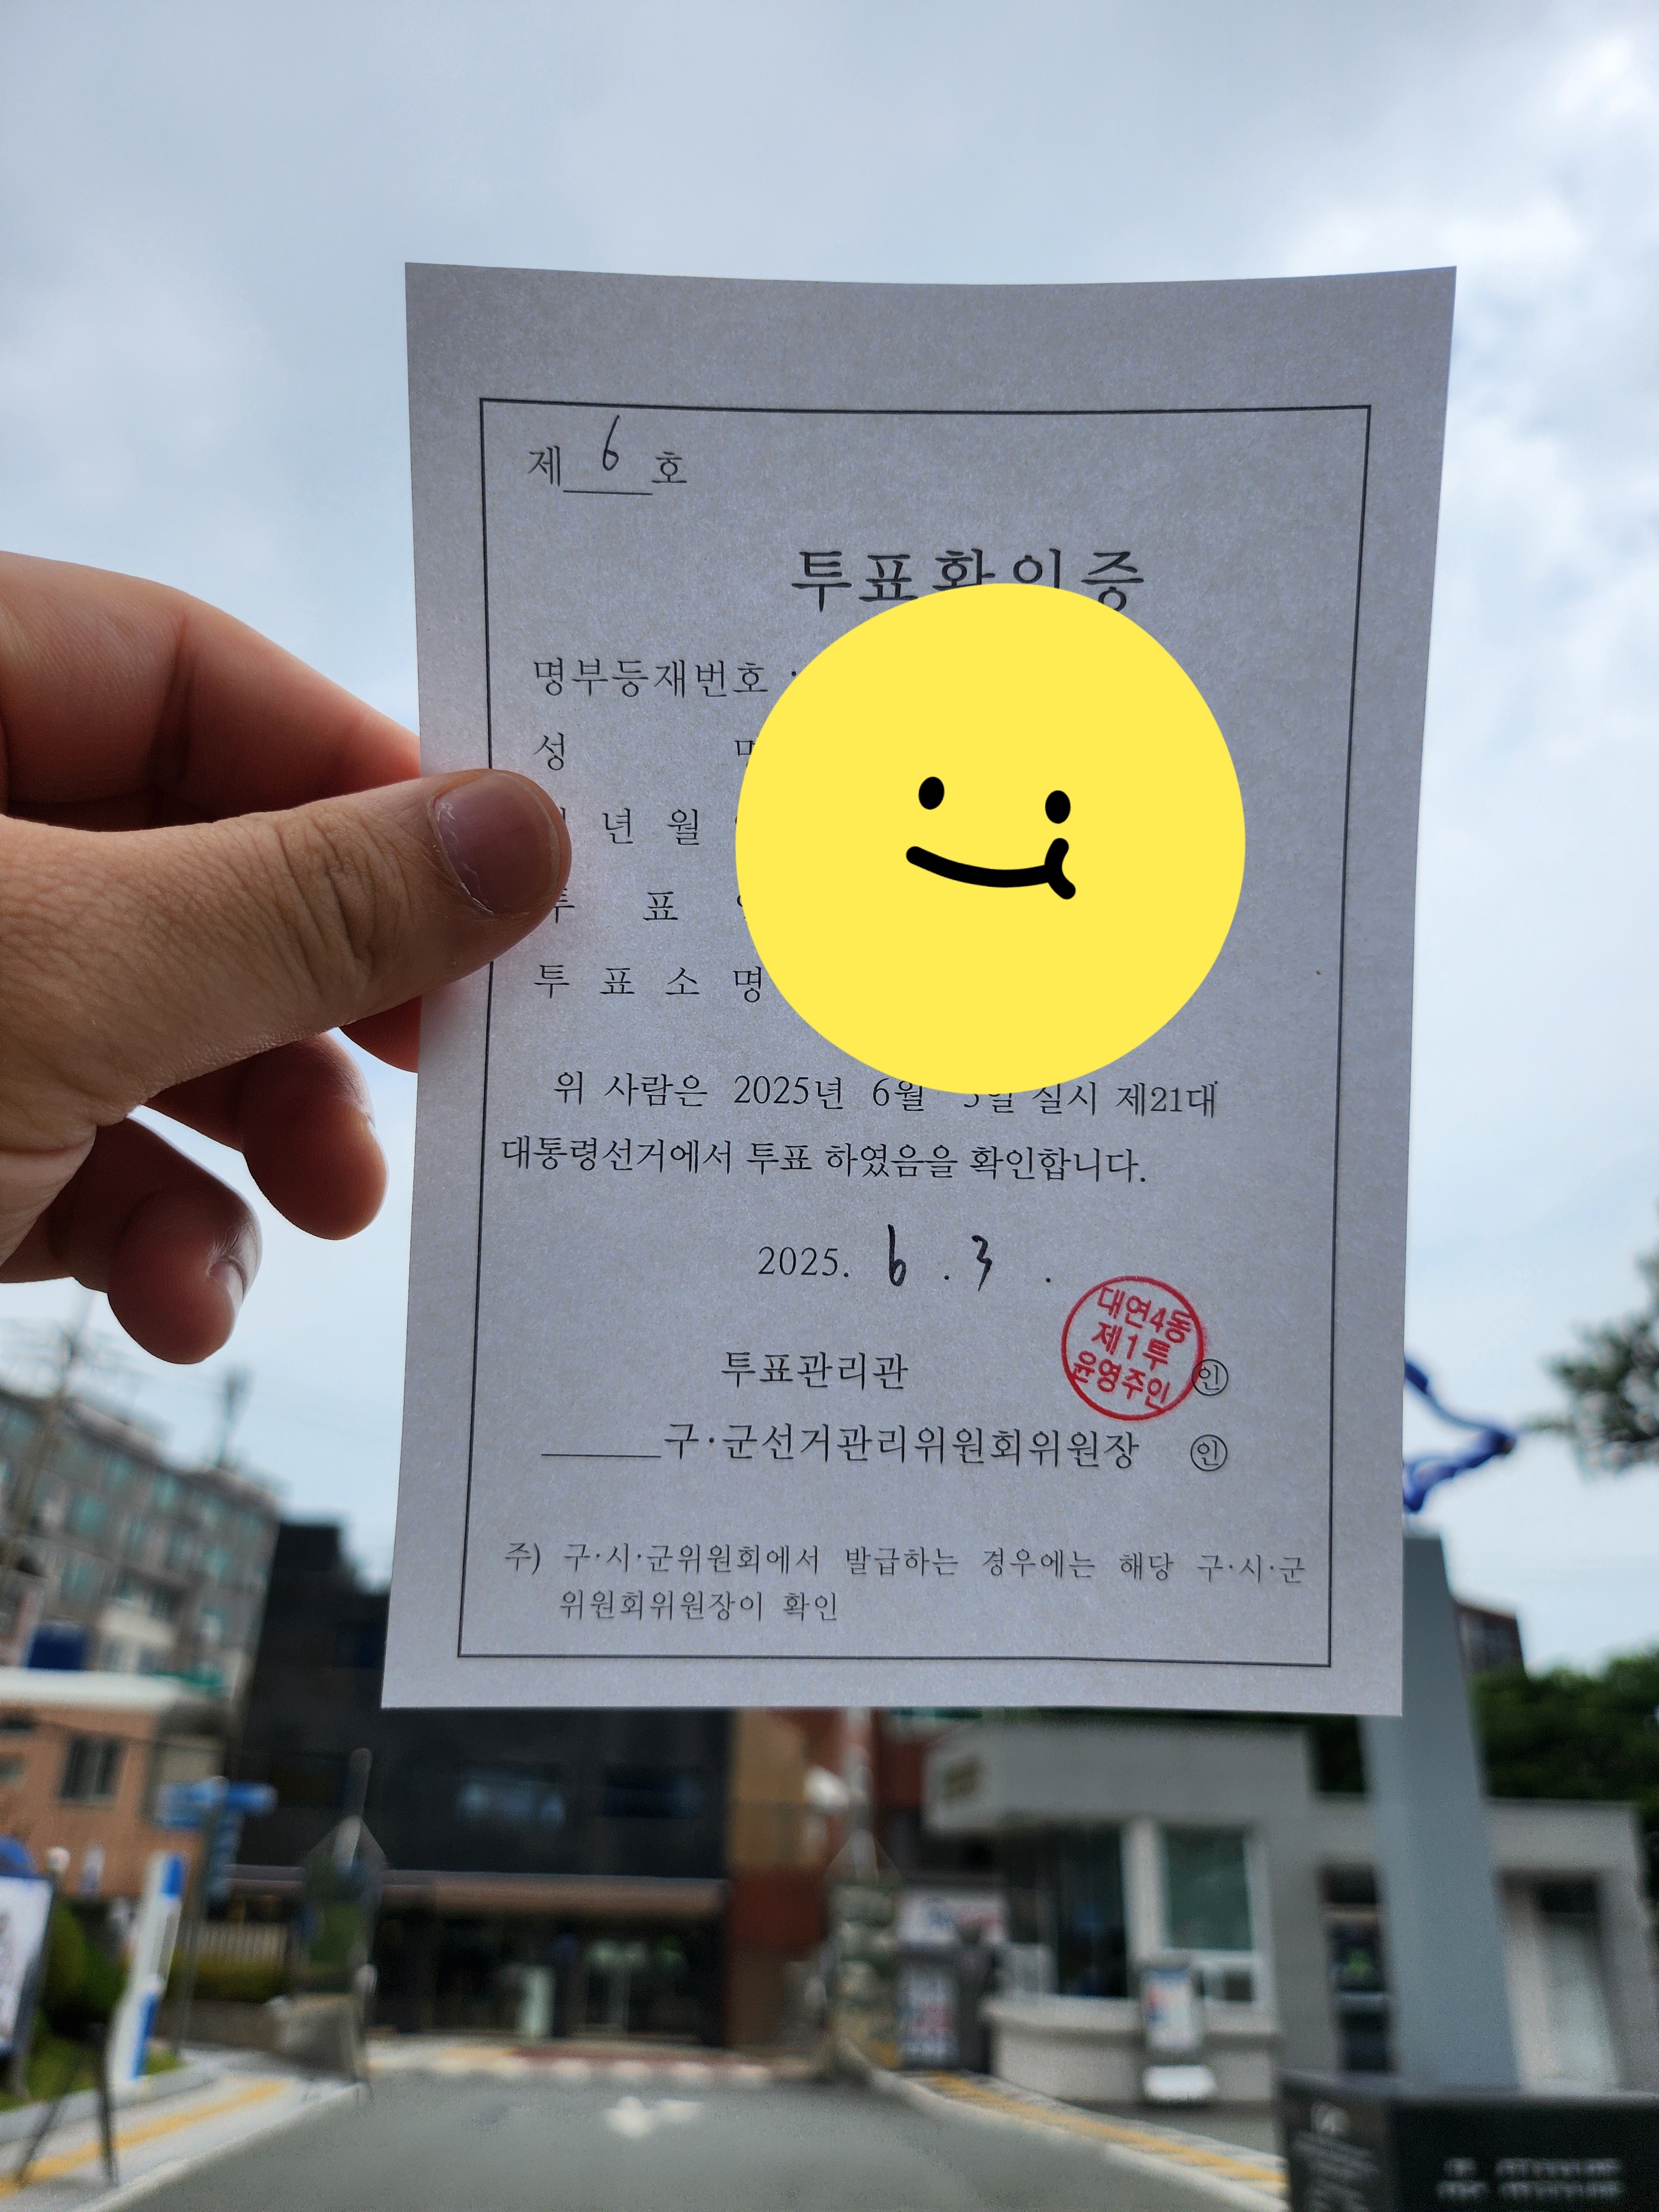 제 6 호
투표확인증
명부등재번호 :
성
년 월
투 표
투 표 소 명
위 사람은 2025년 6월 3일 실시 제21대
대통령선거에서 투표 하였음을 확인합니다.
2025. 6 . 3 .
대연4동
제1투
윤영주인
투표관리관 인
구·군선거관리위원회위원장 인
주) 구·시·군위원회에서 발급하는 경우에는 해당 구·시·군
위원회위원장이 확인